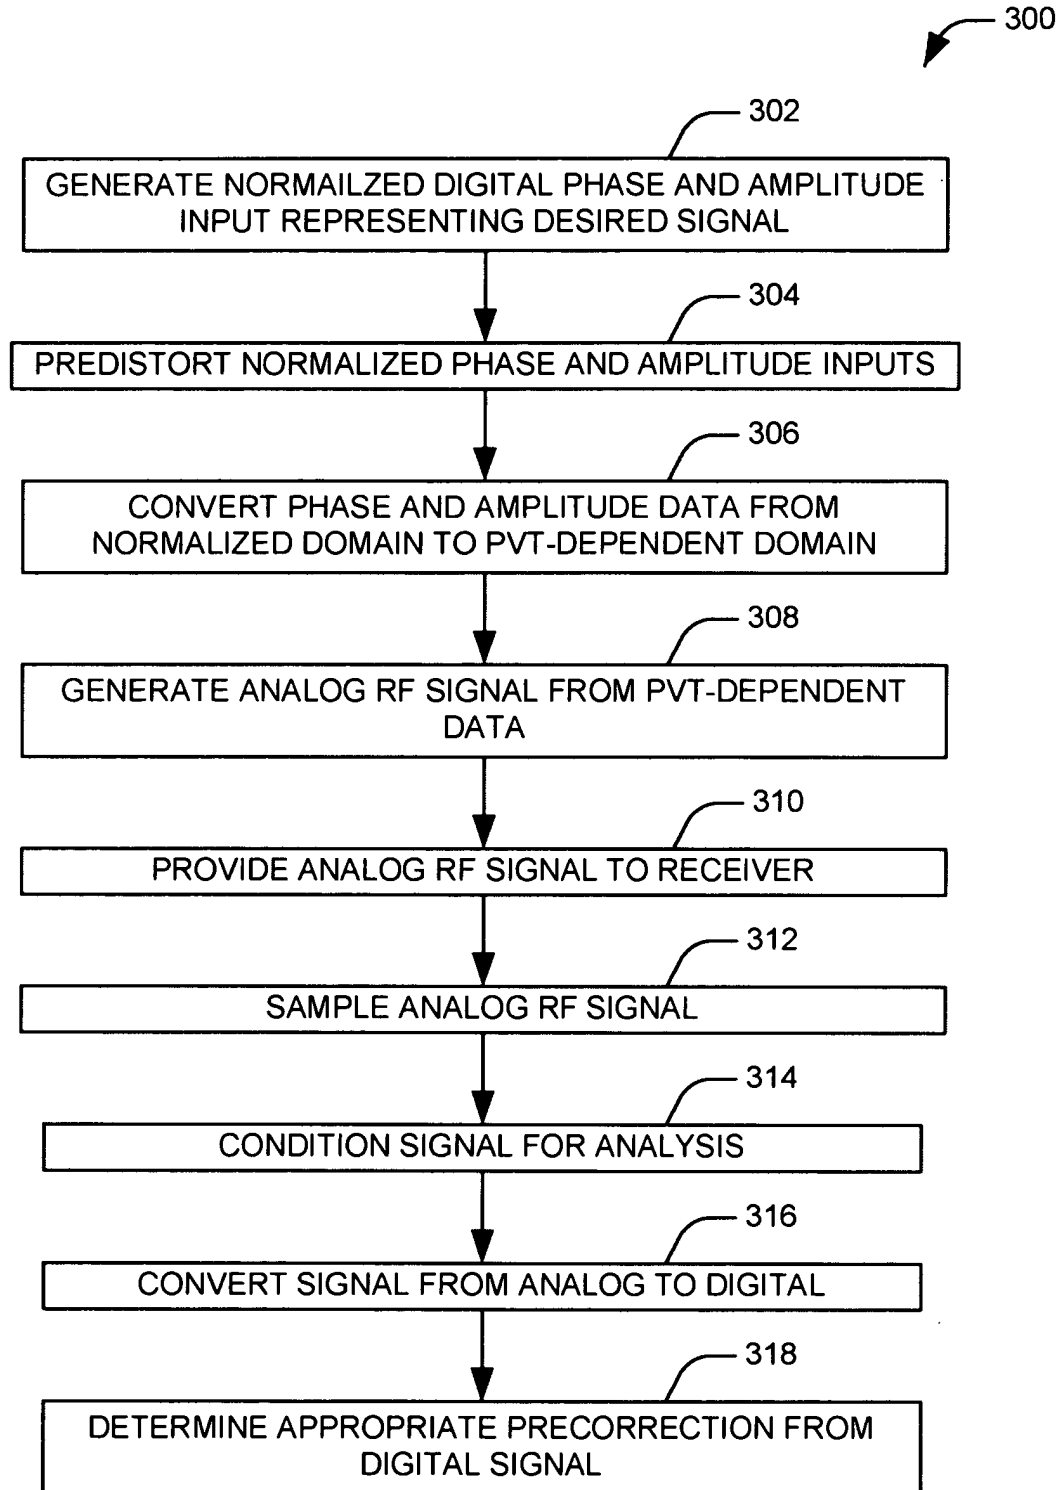 300
302
GENERATE NORMAILZED DIGITAL PHASE AND AMPLITUDE
INPUT REPRESENTING DESIRED SIGNAL
304
PREDISTORT NORMALIZED PHASE AND AMPLITUDE INPUTS
306
CONVERT PHASE AND AMPLITUDE DATA FROM
NORMALIZED DOMAIN TO PVT-DEPENDENT DOMAIN
308
GENERATE ANALOG RF SIGNAL FROM PVT-DEPENDENT
DATA
310
PROVIDE ANALOG RF SIGNAL TO RECEIVER
312
SAMPLE ANALOG RF SIGNAL
314
CONDITION SIGNAL FOR ANALYSIS
316
CONVERT SIGNAL FROM ANALOG TO DIGITAL
318
DETERMINE APPROPRIATE PRECORRECTION FROM
DIGITAL SIGNAL